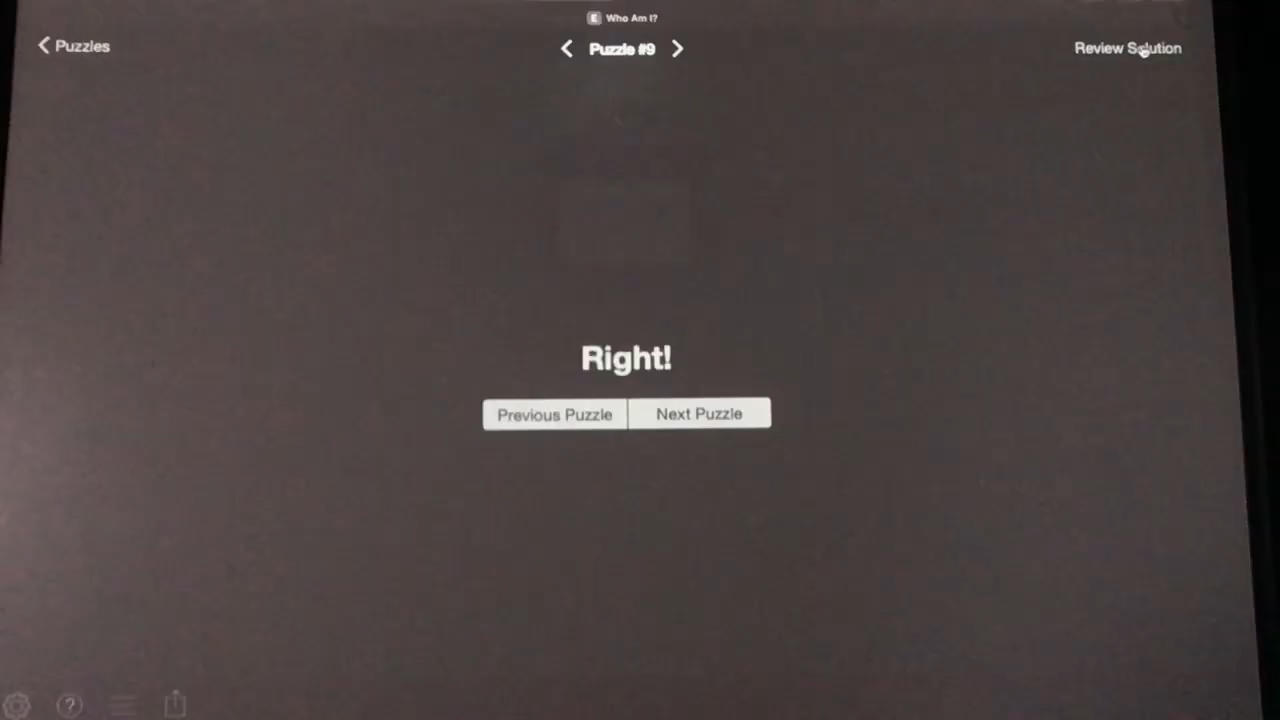 E Who Am I?
Puzzles
Puzzle #9
Review Solution
Right!
Previous Puzzle
Next Puzzle
?